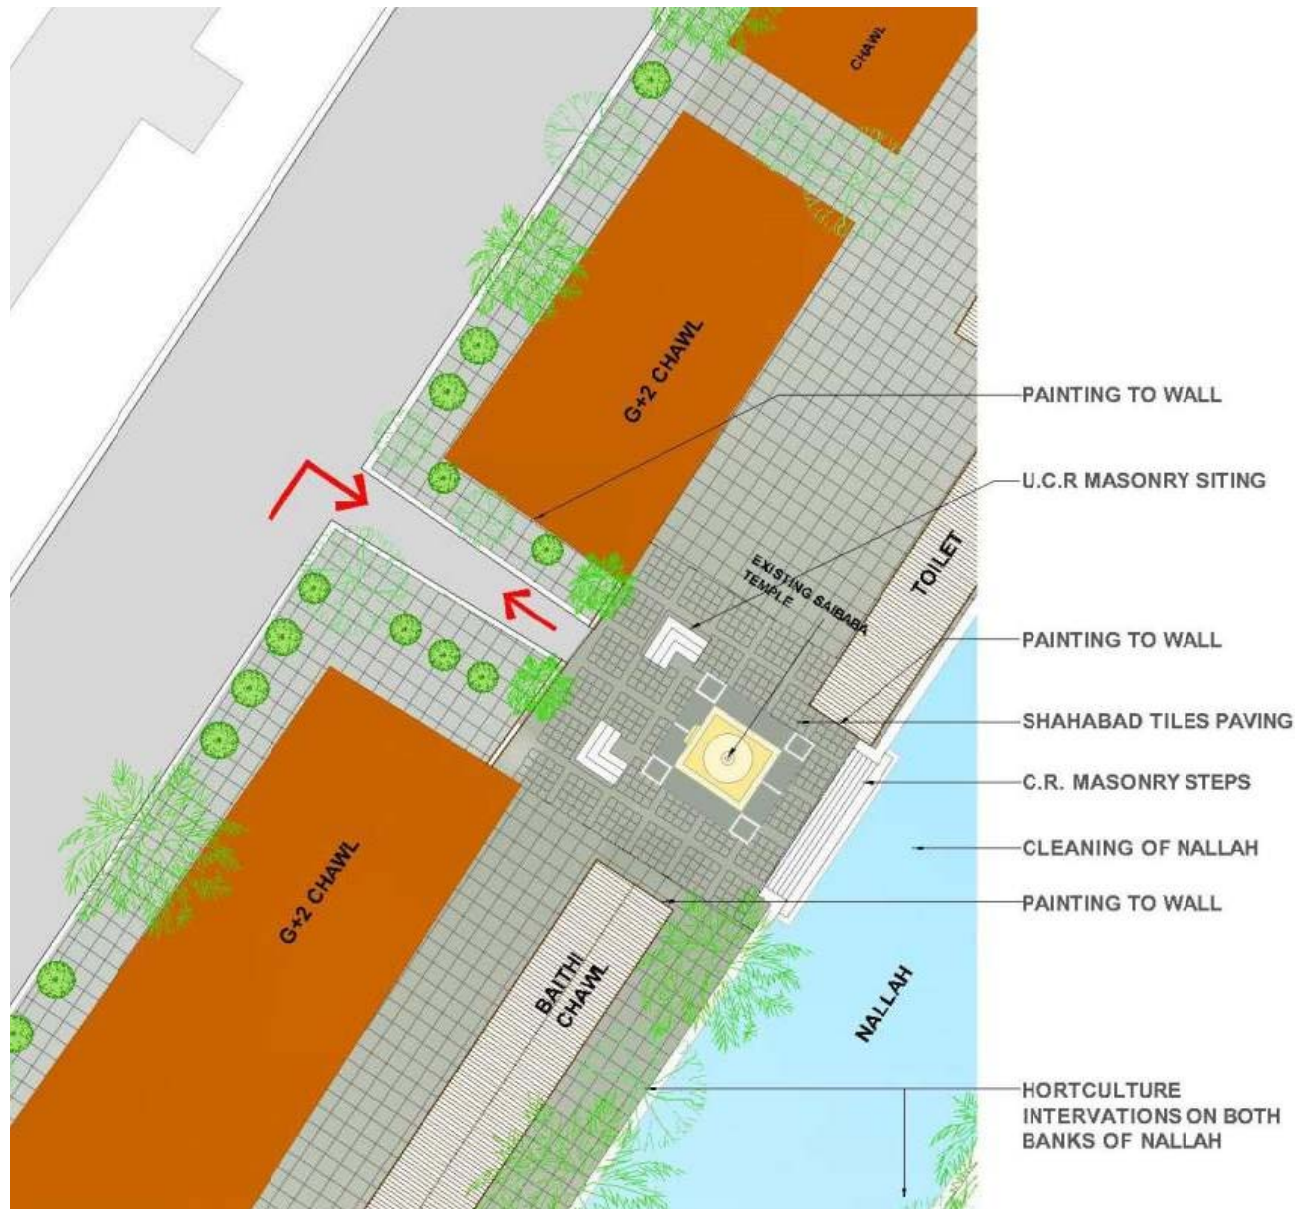 CHAWL
G+2 CHAWL
PAINTING TO WALL
U.C.R MASONRY SITING
EXISTING SAIBABA
TEMPLE
TOILET
PAINTING TO WALL
SHAHABAD TILES PAVING
C.R. MASONRY STEPS
CLEANING OF NALLAH
PAINTING TO WALL
G+2 CHAWL
BAITHI
CHAWL
NALLAH
HORTCULTURE
INTERVATIONS ON BOTH
BANKS OF NALLAH